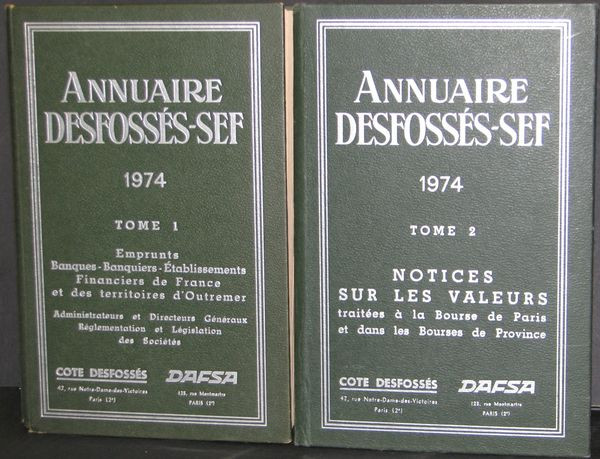 ANNUAIRE
DESFOSSÉS-SEF
1974
TOME 1
Emprunts
Banques-Banquiers-Établissements
Financiers de France
et des territoires d'Outremer
Administrateurs et Directeurs Généraux
Règlementation et Législation
des Sociétés
COTE DESFOSSÉS
42, rue Notre-Dame-des-Victoires
Paris (2e)
DAFSA
125, rue Montmartre
PARIS (2e)
ANNUAIRE
DESFOSSÉS-SEF
1974
TOME 2
NOTICES
SUR LES VALEURS
traitées à la Bourse de Paris
et dans les Bourses de Province
COTE DESFOSSÉS
42, rue Notre-Dame-des-Victoires
Paris (2e)
DAFSA
125, rue Montmartre
PARIS (2e)